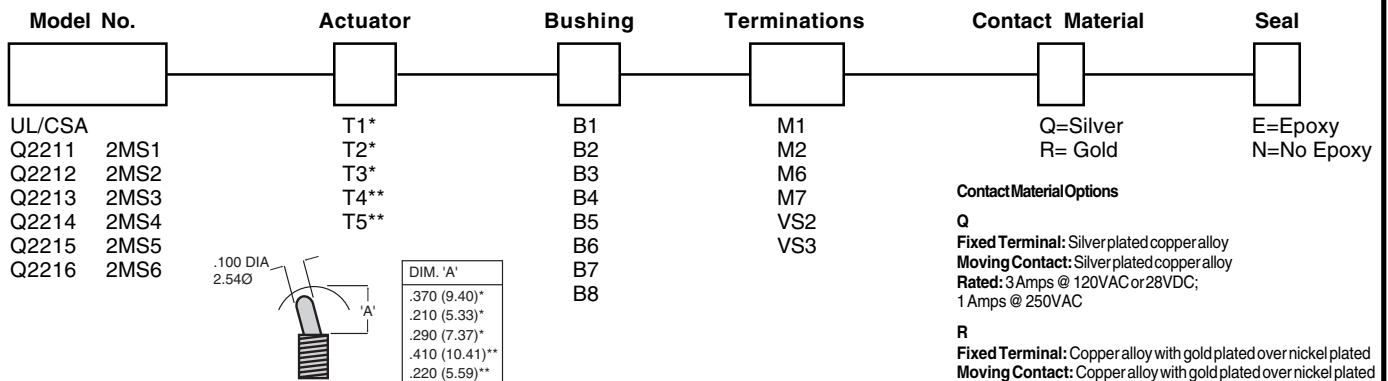 Model No. Actuator Bushing Terminations Contact Material Seal
UL/CSA
Q2211 2MS1
Q2212 2MS2
Q2213 2MS3
Q2214 2MS4
Q2215 2MS5
Q2216 2MS6
T1*
T2*
T3*
T4**
T5**
.100 DIA
2.54Ø
'A'
DIM. 'A'
.370 (9.40)*
.210 (5.33)*
.290 (7.37)*
.410 (10.41)**
.220 (5.59)**
B1
B2
B3
B4
B5
B6
B7
B8
M1
M2
M6
M7
VS2
VS3
Q=Silver
R= Gold
E=Epoxy
N=No Epoxy
Contact Material Options
Q
Fixed Terminal: Silver plated copper alloy
Moving Contact: Silver plated copper alloy
Rated: 3 Amps @ 120VAC or 28VDC;
1 Amps @ 250VAC
R
Fixed Terminal: Copper alloy with gold plated over nickel plated
Moving Contact: Copper alloy with gold plated over nickel plated